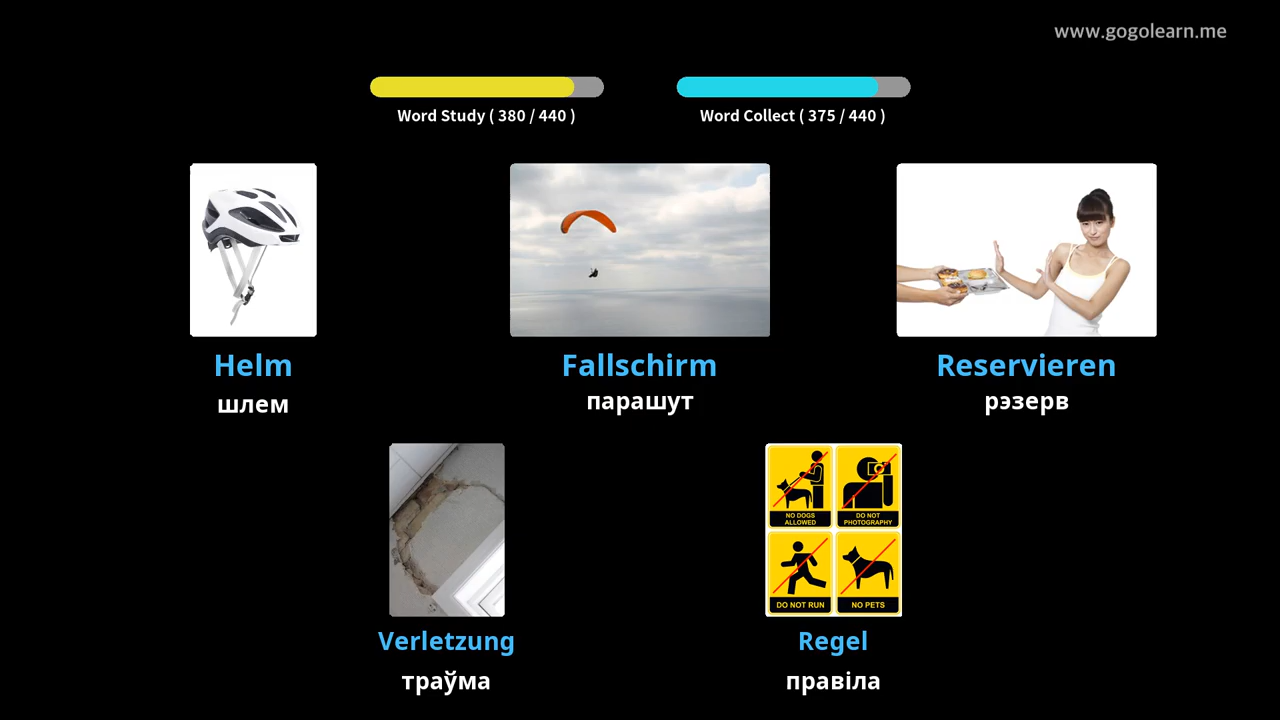 www.gogolearn.me
Word Study ( 380 / 440 )
Word Collect ( 375 / 440 )
Helm
шлем
Fallschirm
парашут
Reservieren
рэзерв
Verletzung
траўма
NO DOGS
ALLOWED
DO NOT
PHOTOGRAPHY
DO NOT RUN
NO PETS
Regel
правіла